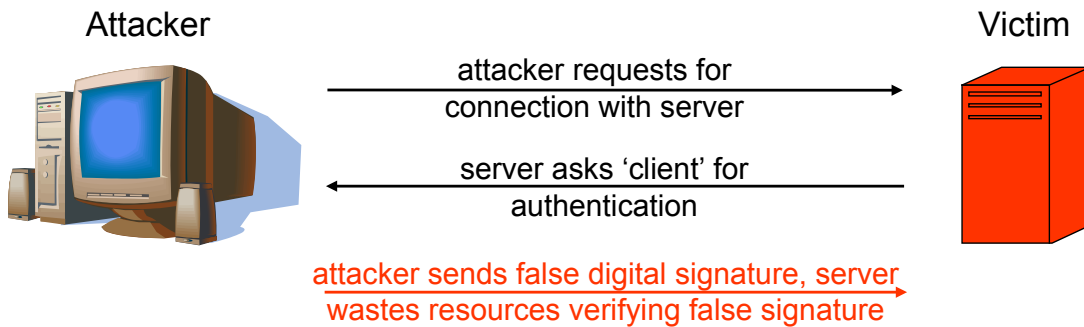 Attacker
Victim
attacker requests for
connection with server
server asks ‘client’ for
authentication
attacker sends false digital signature, server
wastes resources verifying false signature